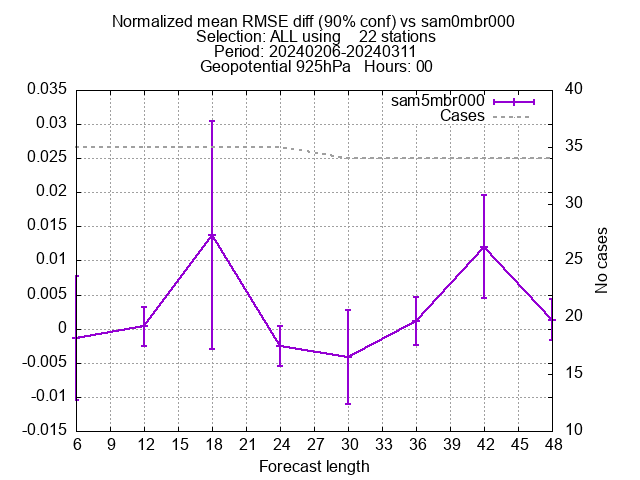 Normalized mean RMSE diff (90% conf) vs sam0mbr000
Selection: ALL using    22 stations
Period: 20240206-20240311
Geopotential 925hPa   Hours: 00
0.035
0.03
0.025
0.02
0.015
0.01
0.005
0
-0.005
-0.01
-0.015
sam5mbr000
Cases
40
35
30
25
20
15
10
No cases
6 9 12 15 18 21 24 27 30 33 36 39 42 45 48
Forecast length